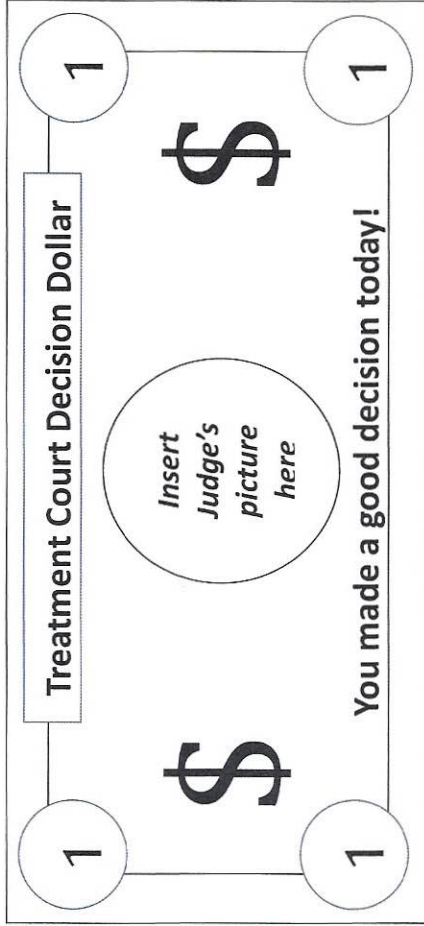 1 Treatment Court Decision Dollar 1
$ Insert $
Judge's
picture
here
1 You made a good decision today! 1